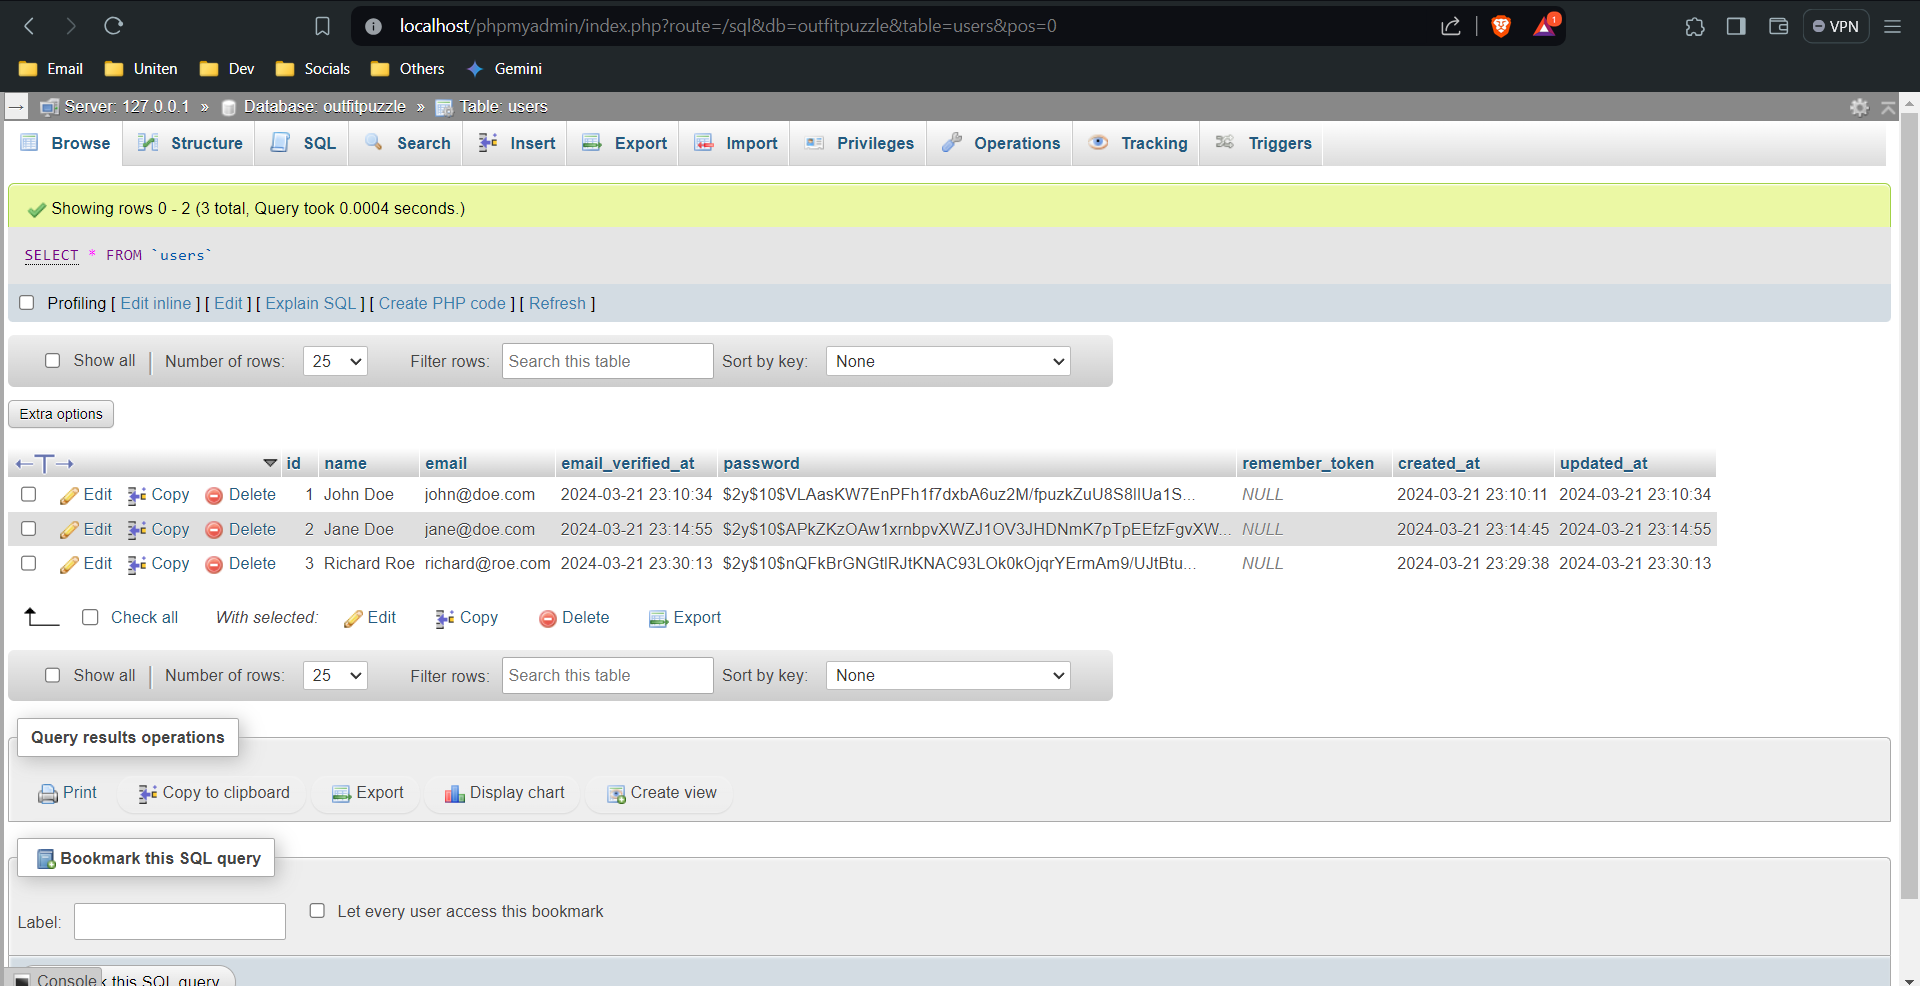 localhost/phpmyadmin/index.php?route=/sql&db=outfitpuzzle&table=users&pos=0
1
VPN
Email Uniten Dev Socials Others Gemini
Server: 127.0.0.1 » Database: outfitpuzzle » Table: users
Browse Structure SQL Search Insert Export Import Privileges Operations Tracking Triggers
Showing rows 0 - 2 (3 total, Query took 0.0004 seconds.)
SELECT * FROM `users`
Profiling [ Edit inline ] [ Edit ] [ Explain SQL ] [ Create PHP code ] [ Refresh ]
Show all Number of rows: 25 Filter rows: Search this table Sort by key: None
Extra options
id name email email_verified_at password remember_token created_at updated_at
Edit Copy Delete 1 John Doe john@doe.com 2024-03-21 23:10:34 $2y$10$VLAasKW7EnPFh1f7dxbA6uz2M/fpuzkZuU8S8IlUa1S... NULL 2024-03-21 23:10:11 2024-03-21 23:10:34
Edit Copy Delete 2 Jane Doe jane@doe.com 2024-03-21 23:14:55 $2y$10$APkZKzOAw1xrnbpvXWZJ1OV3JHDNmK7pTpEEfzFgvXW... NULL 2024-03-21 23:14:45 2024-03-21 23:14:55
Edit Copy Delete 3 Richard Roe richard@roe.com 2024-03-21 23:30:13 $2y$10$nQFkBrGNGtlRJtKNAC93LOk0kOjqrYErmAm9/UJtBtu... NULL 2024-03-21 23:29:38 2024-03-21 23:30:13
Check all With selected: Edit Copy Delete Export
Show all Number of rows: 25 Filter rows: Search this table Sort by key: None
Query results operations
Print Copy to clipboard Export Display chart Create view
Bookmark this SQL query
Label: Let every user access this bookmark
Console k this SQL query